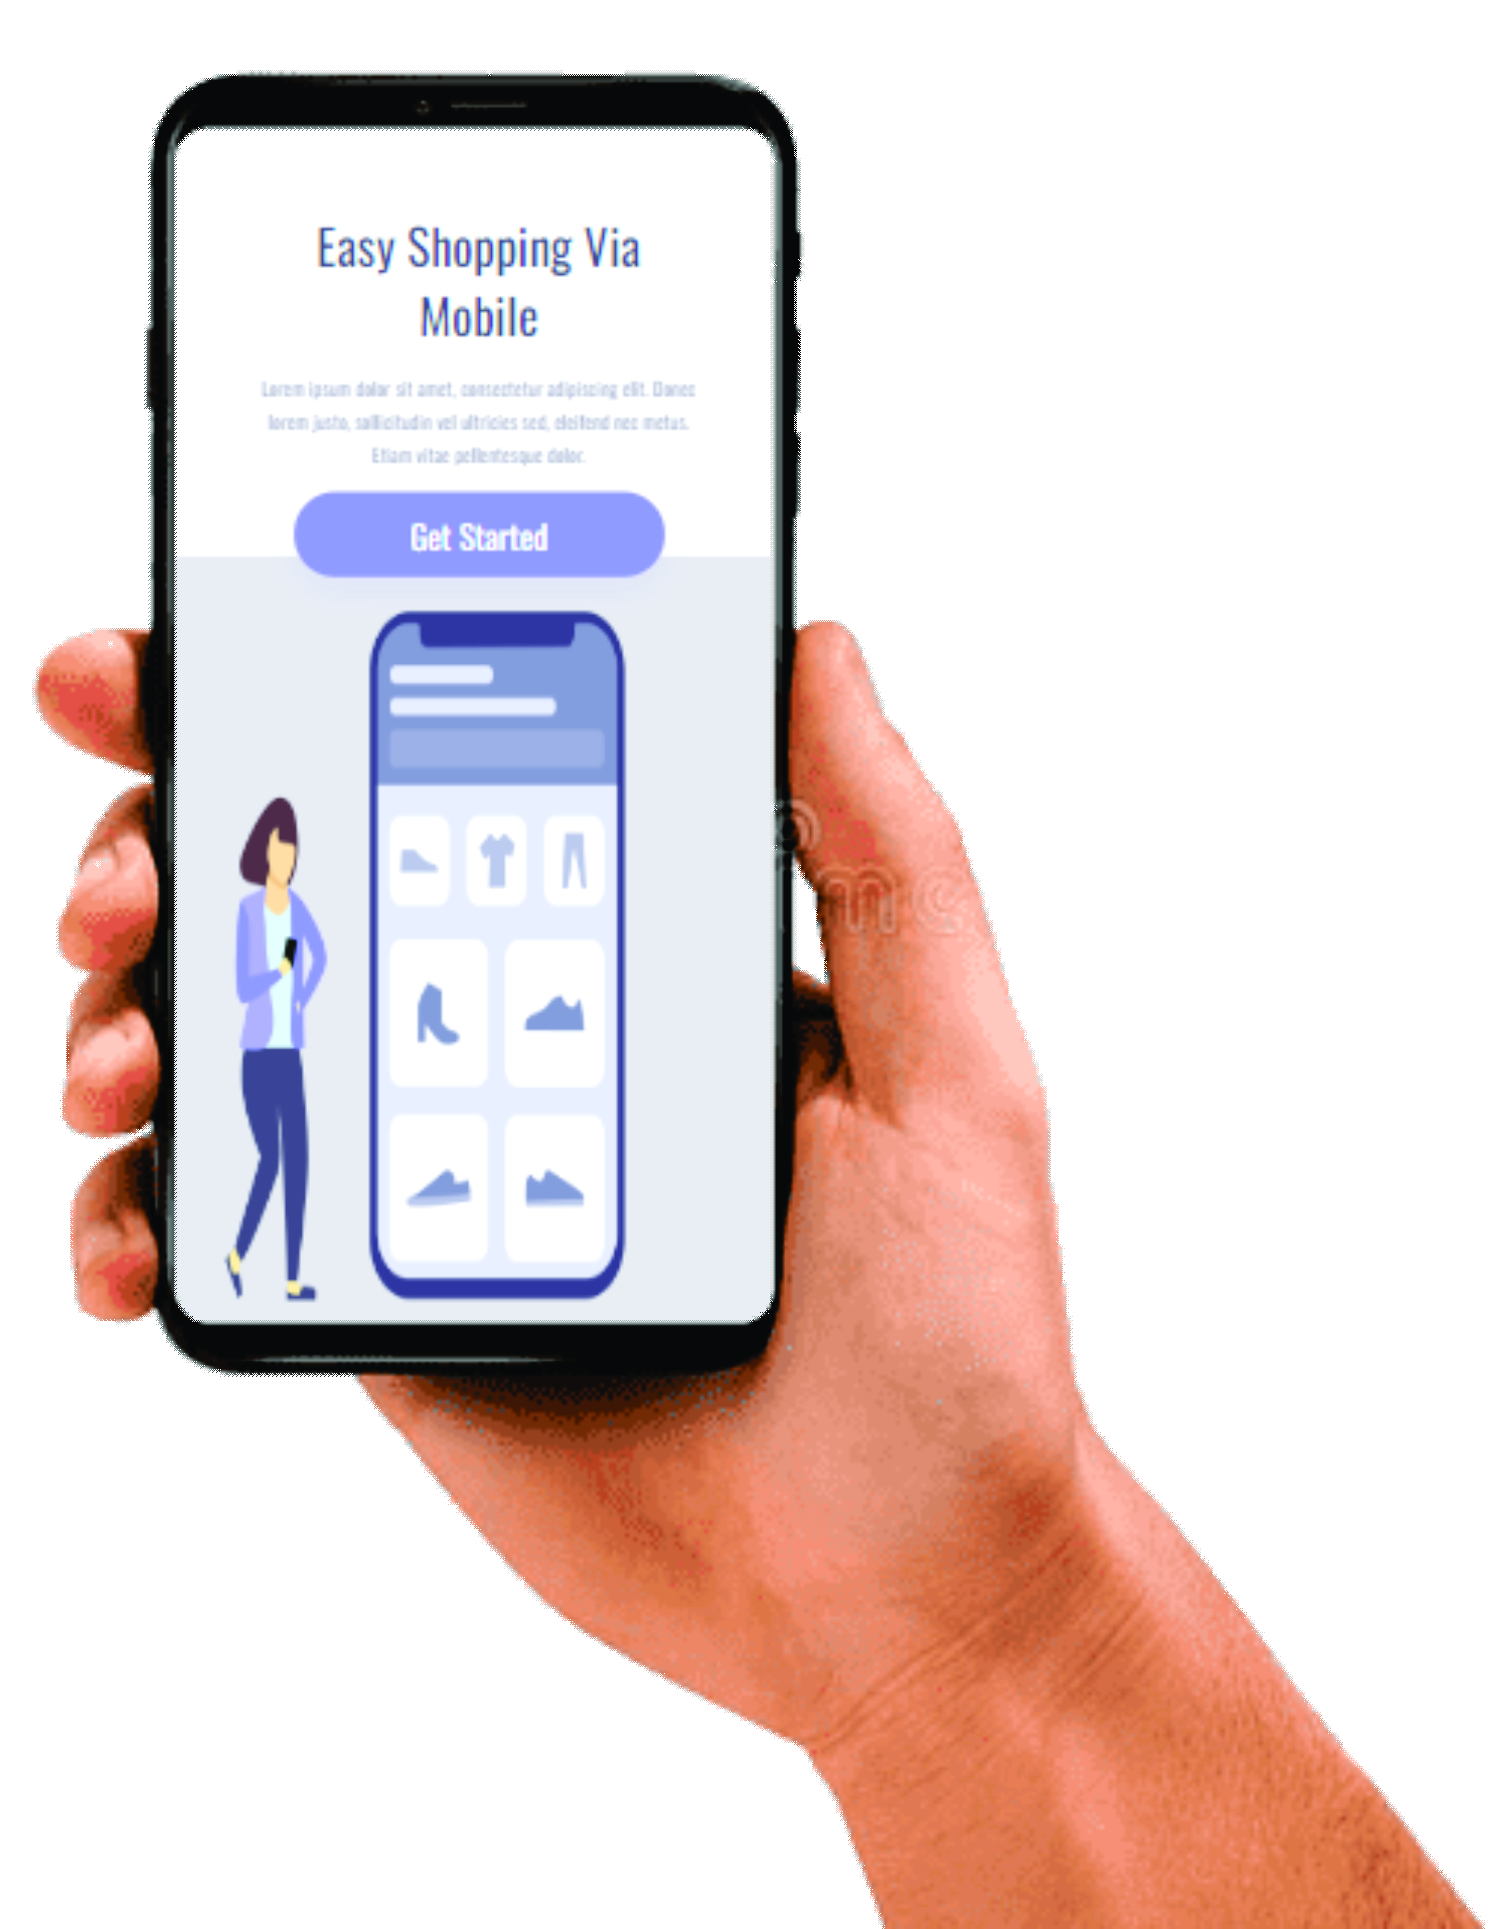 Easy Shopping Via
Mobile
Lorem ipsum dolor sit amet, consectetur adipiscing elit. Donec
lorem justo, sollicitudin vel ultricies sed, eleifend nec metus.
Etiam vitae pellentesque dolor.
Get Started